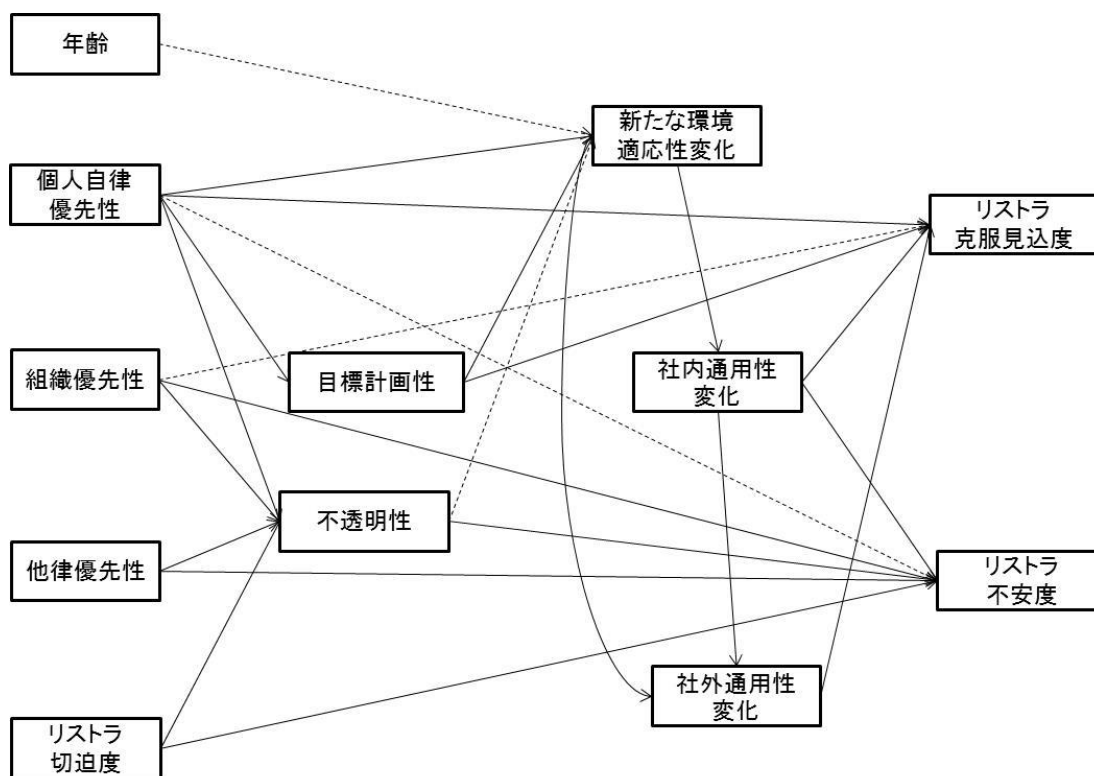 年齢
個人自律
優先性
組織優先性
他律優先性
リストラ
切迫度
目標計画性
不透明性
新たな環境
適応性変化
社内通用性
変化
社外通用性
変化
リストラ
克服見込度
リストラ
不安度